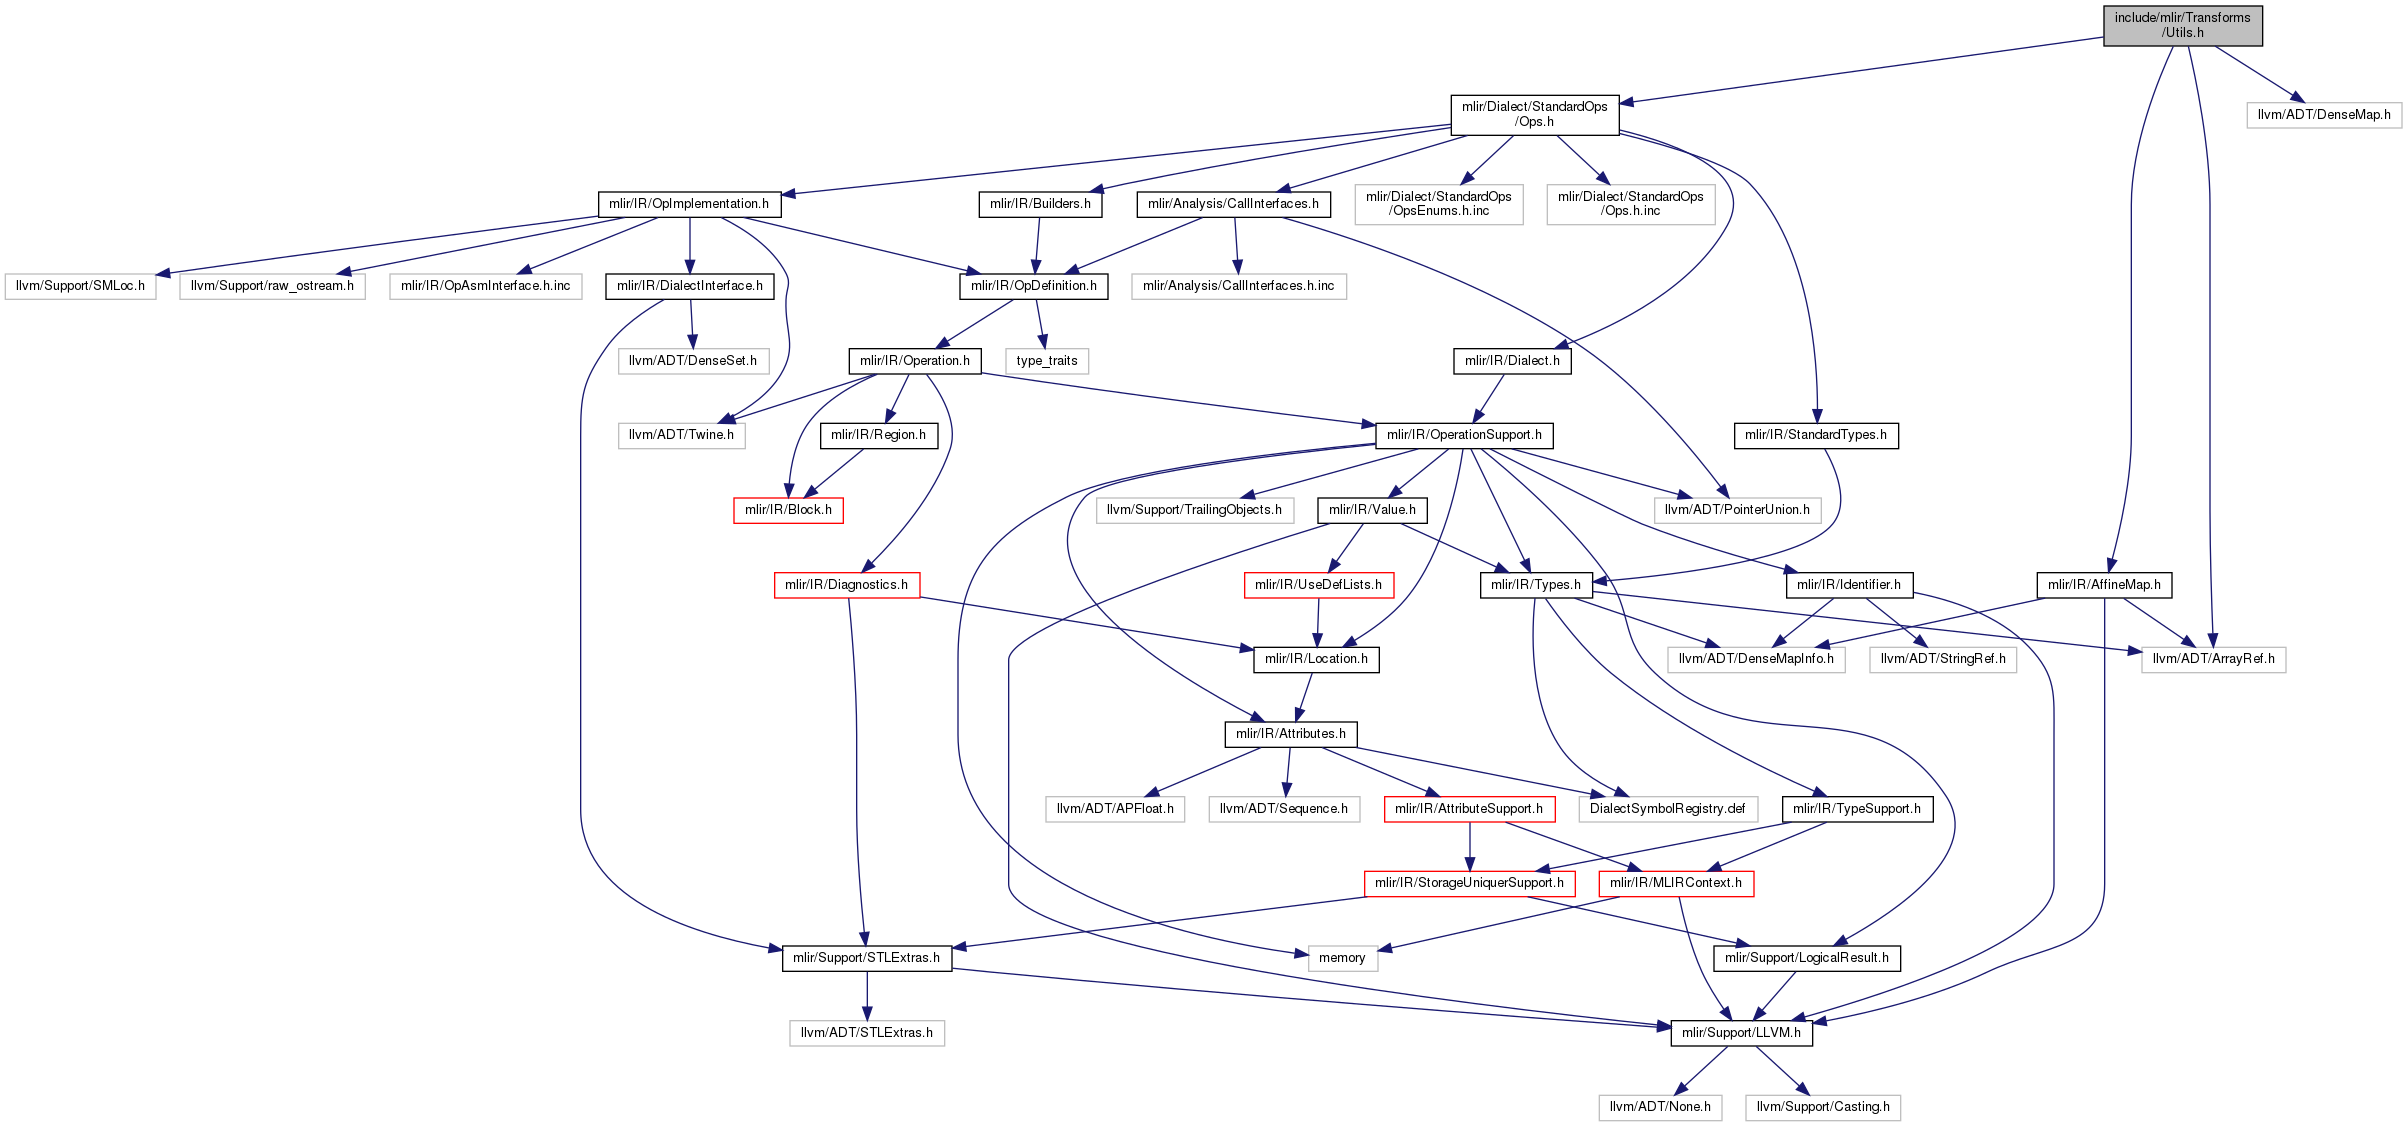 include/mlir/Transforms
/Utils.h
mlir/Dialect/StandardOps
/Ops.h
llvm/ADT/DenseMap.h
mlir/IR/OpImplementation.h
mlir/IR/Builders.h
mlir/Analysis/CallInterfaces.h
mlir/Dialect/StandardOps
/OpsEnums.h.inc
mlir/Dialect/StandardOps
/Ops.h.inc
llvm/Support/SMLoc.h
llvm/Support/raw_ostream.h
mlir/IR/OpAsmInterface.h.inc
mlir/IR/DialectInterface.h
mlir/IR/OpDefinition.h
mlir/Analysis/CallInterfaces.h.inc
llvm/ADT/DenseSet.h
mlir/IR/Operation.h
type_traits
mlir/IR/Dialect.h
llvm/ADT/Twine.h
mlir/IR/Region.h
mlir/IR/OperationSupport.h
mlir/IR/StandardTypes.h
mlir/IR/Block.h
llvm/Support/TrailingObjects.h
mlir/IR/Value.h
llvm/ADT/PointerUnion.h
mlir/IR/Diagnostics.h
mlir/IR/UseDefLists.h
mlir/IR/Types.h
mlir/IR/Identifier.h
mlir/IR/AffineMap.h
mlir/IR/Location.h
llvm/ADT/DenseMapInfo.h
llvm/ADT/StringRef.h
llvm/ADT/ArrayRef.h
mlir/IR/Attributes.h
llvm/ADT/APFloat.h
llvm/ADT/Sequence.h
mlir/IR/AttributeSupport.h
DialectSymbolRegistry.def
mlir/IR/TypeSupport.h
mlir/IR/StorageUniquerSupport.h
mlir/IR/MLIRContext.h
mlir/Support/STLExtras.h
memory
mlir/Support/LogicalResult.h
llvm/ADT/STLExtras.h
mlir/Support/LLVM.h
llvm/ADT/None.h
llvm/Support/Casting.h